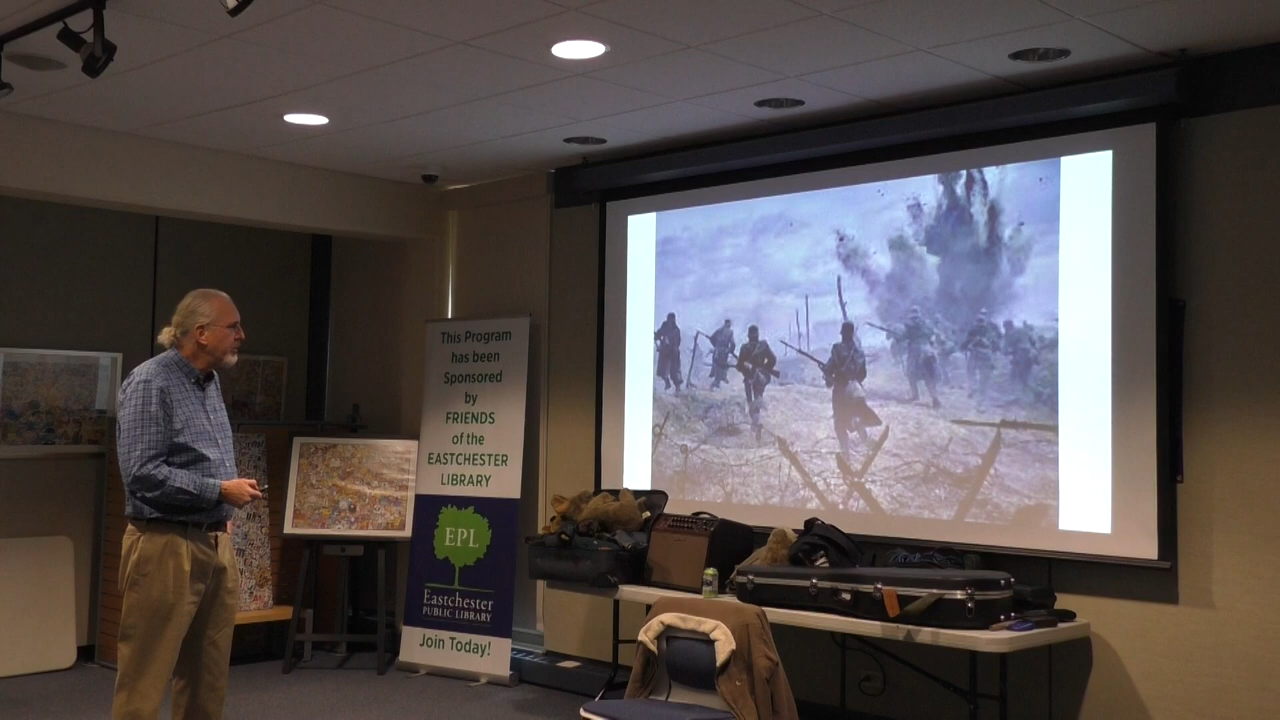 This Program
has been
Sponsored
by
FRIENDS
of the
EASTCHESTER
LIBRARY
EPL
Eastchester
PUBLIC LIBRARY
Join Today!